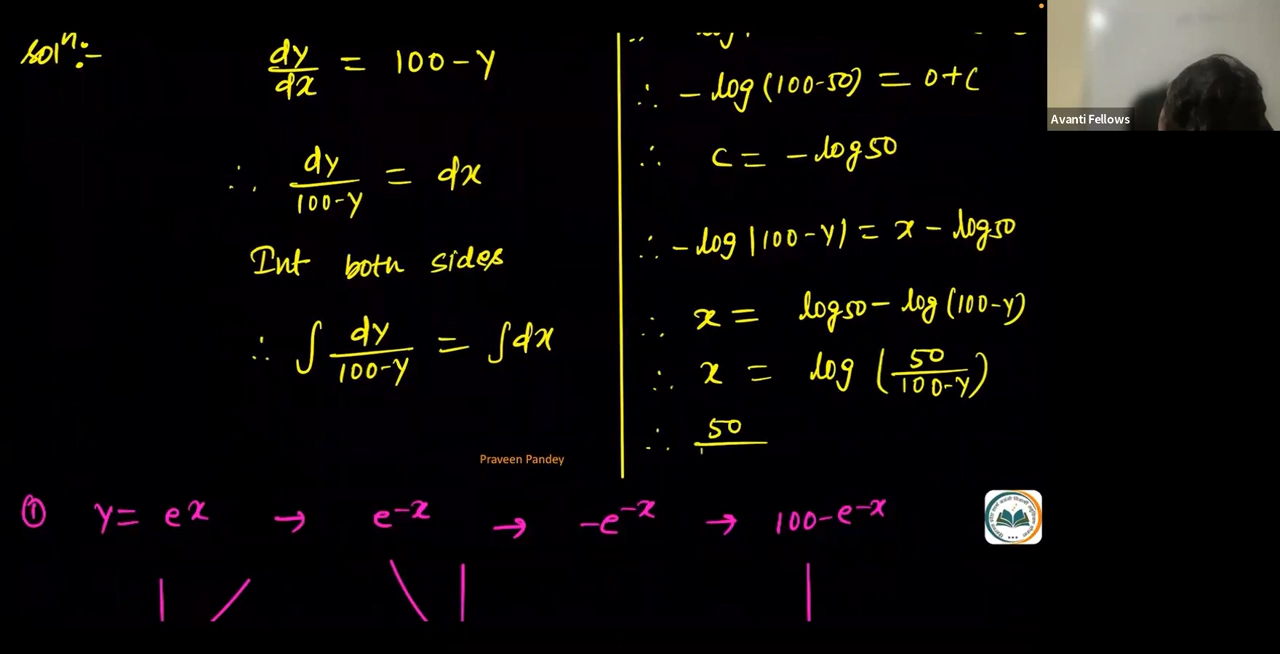 solⁿ:-
dy/dx = 100-y
∴ dy/(100-y) = dx
Int both sides
∴ ∫ dy/(100-y) = ∫dx
∴ -log(100-50) = 0+C
∴ C = -log50
∴ -log|100-y| = x - log50
∴ x = log50 - log(100-y)
∴ x = log (50/(100-y))
∴ 50
Praveen Pandey
① y = eˣ → e⁻ˣ → -e⁻ˣ → 100-e⁻ˣ
Avanti Fellows